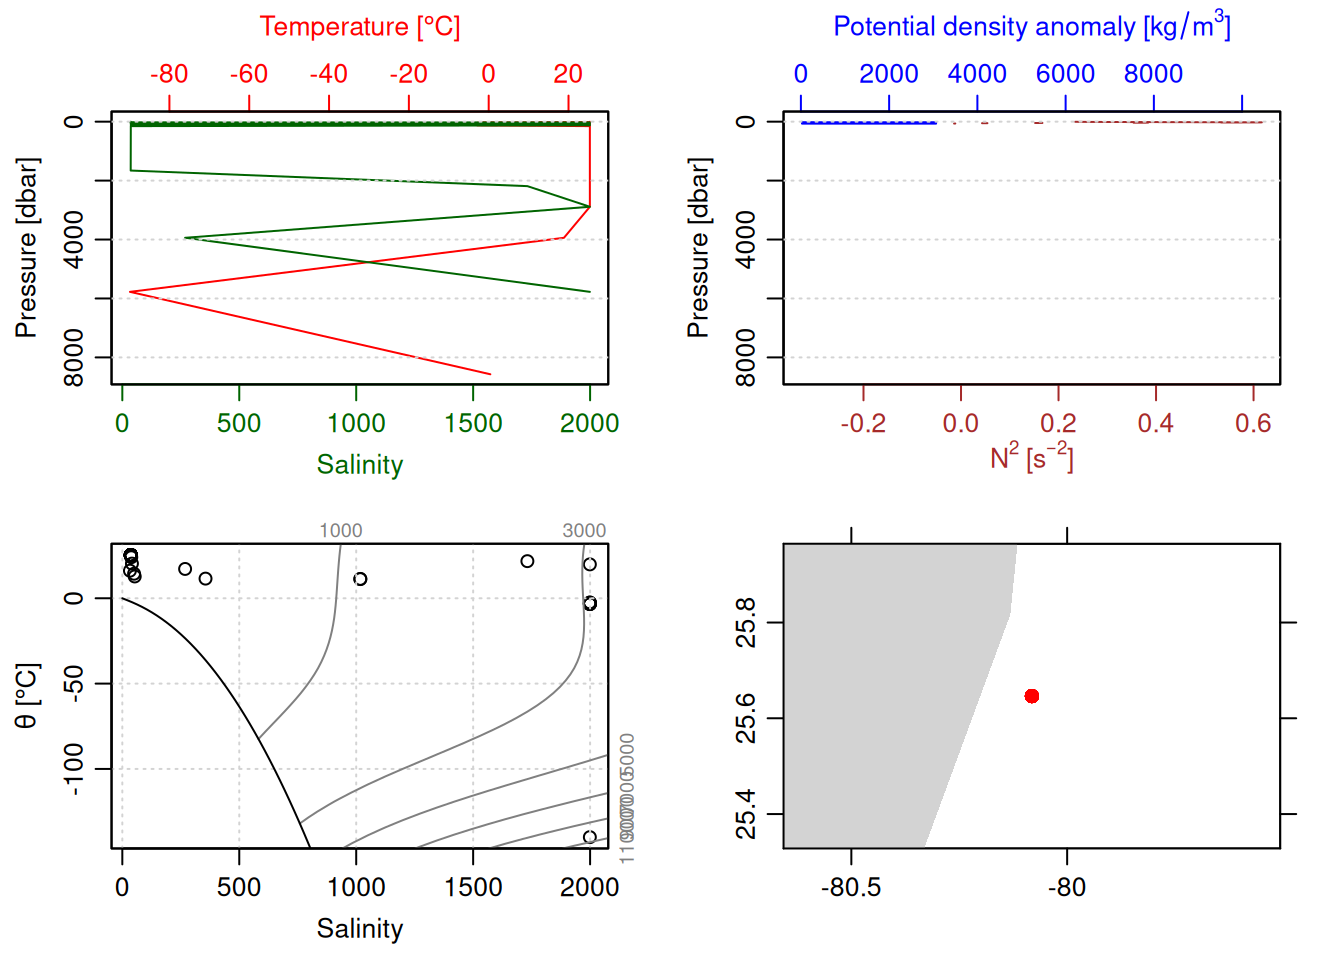 Temperature [°C]
-80 -60 -40 -20 0 20
Pressure [dbar]
0
4000
8000
0 500 1000 1500 2000
Salinity
Potential density anomaly [kg/m³]
0 2000 4000 6000 8000
Pressure [dbar]
0
4000
8000
-0.2 0.0 0.2 0.4 0.6
N² [s⁻²]
1000 3000
θ [°C]
0
-50
-100
5000
7000
9000
0 500 1000 1500 2000
Salinity
25.8
25.6
25.4
-80.5 -80